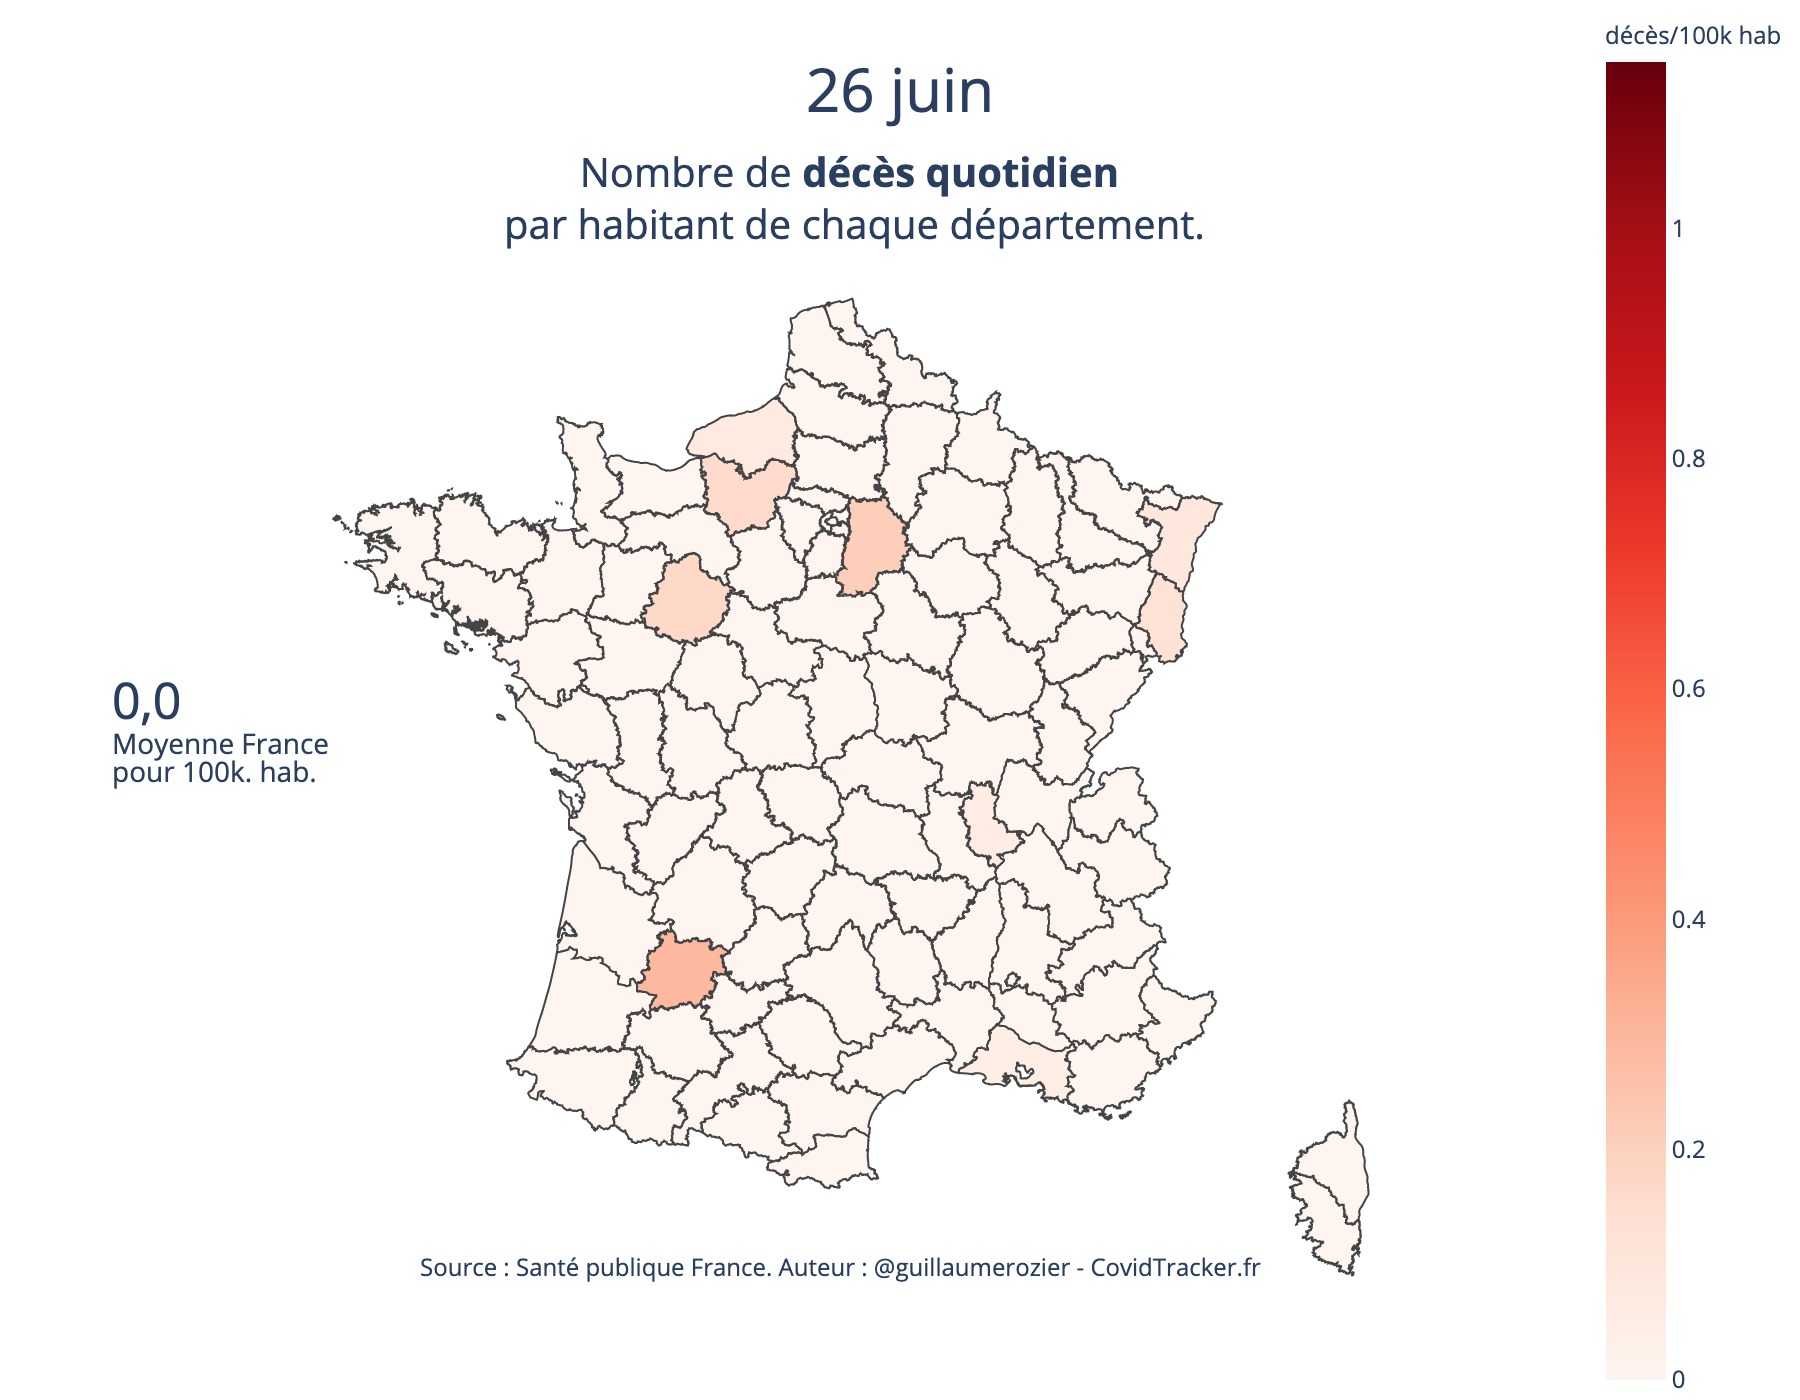 décès/100k hab
26 juin
Nombre de décès quotidien
par habitant de chaque département.
1
0.8
0.6
0.4
0.2
0
0,0
Moyenne France
pour 100k. hab.
Source : Santé publique France. Auteur : @guillaumerozier - CovidTracker.fr